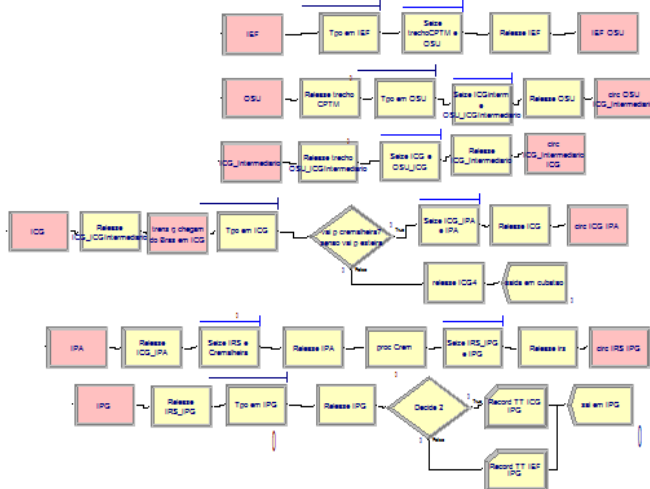 IEF
Tpo em IEF
Seize
trechoCPTM e
OSU
Release IEF
IEF OSU
OSU
Release trecho
CPTM
Tpo em OSU
Seize ICGInterm
e
OSU_ICGIntermediario
Release OSU
circ OSU
ICG_Intermediario
ICG_Intermediario
Release trecho
OSU_ICGIntermediario
Seize ICG e
OSU_ICG
Release
ICG_Intermediario
circ
ICG_Intermediario
ICG
ICG
Release
ICG_ICGIntermediario
trens q chegam
do Bras em ICG
Tpo em ICG
vai p cremalheira?
senao vai p esteira
True
False
Seize ICG_IPA
e IPA
Release ICG
circ ICG IPA
release ICG4
saida em cubatao
IPA
Release
ICG_IPA
Seize IRS e
Cremalheira
Release IPA
proc Crem
Seize IRS_IPG
e IPG
Release irs
circ IRS IPG
IPG
Release
IRS_IPG
Tpo em IPG
Release IPG
Decide 2
True
False
Record TT ICG
IPG
sai em IPG
Record TT IEF
IPG